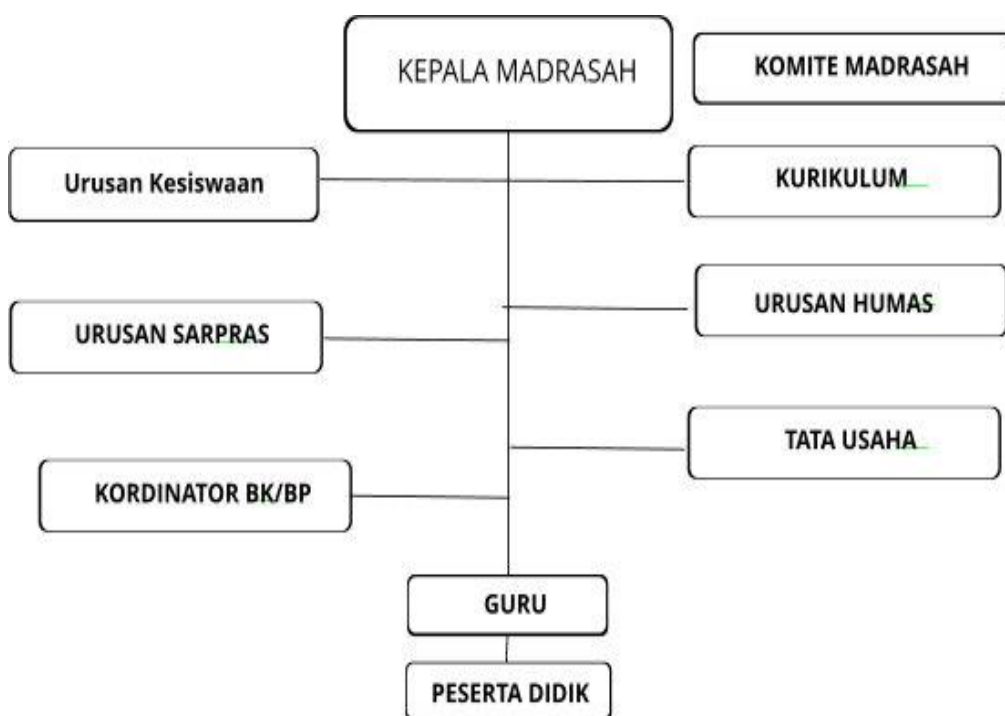 KEPALA MADRASAH
KOMITE MADRASAH
Urusan Kesiswaan
KURIKULUM
URUSAN HUMAS
URUSAN SARPRAS
TATA USAHA
KORDINATOR BK/BP
GURU
PESERTA DIDIK